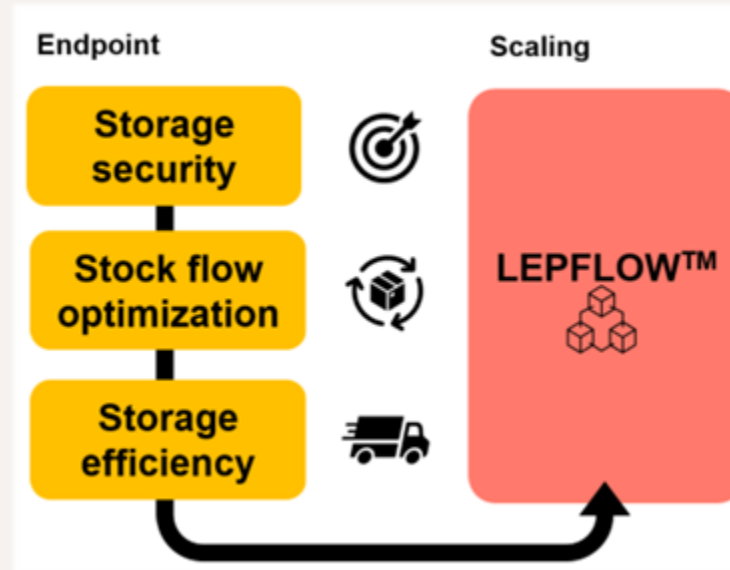 Endpoint
Scaling
Storage
security
Stock flow
optimization
Storage
efficiency
LEPFLOW™